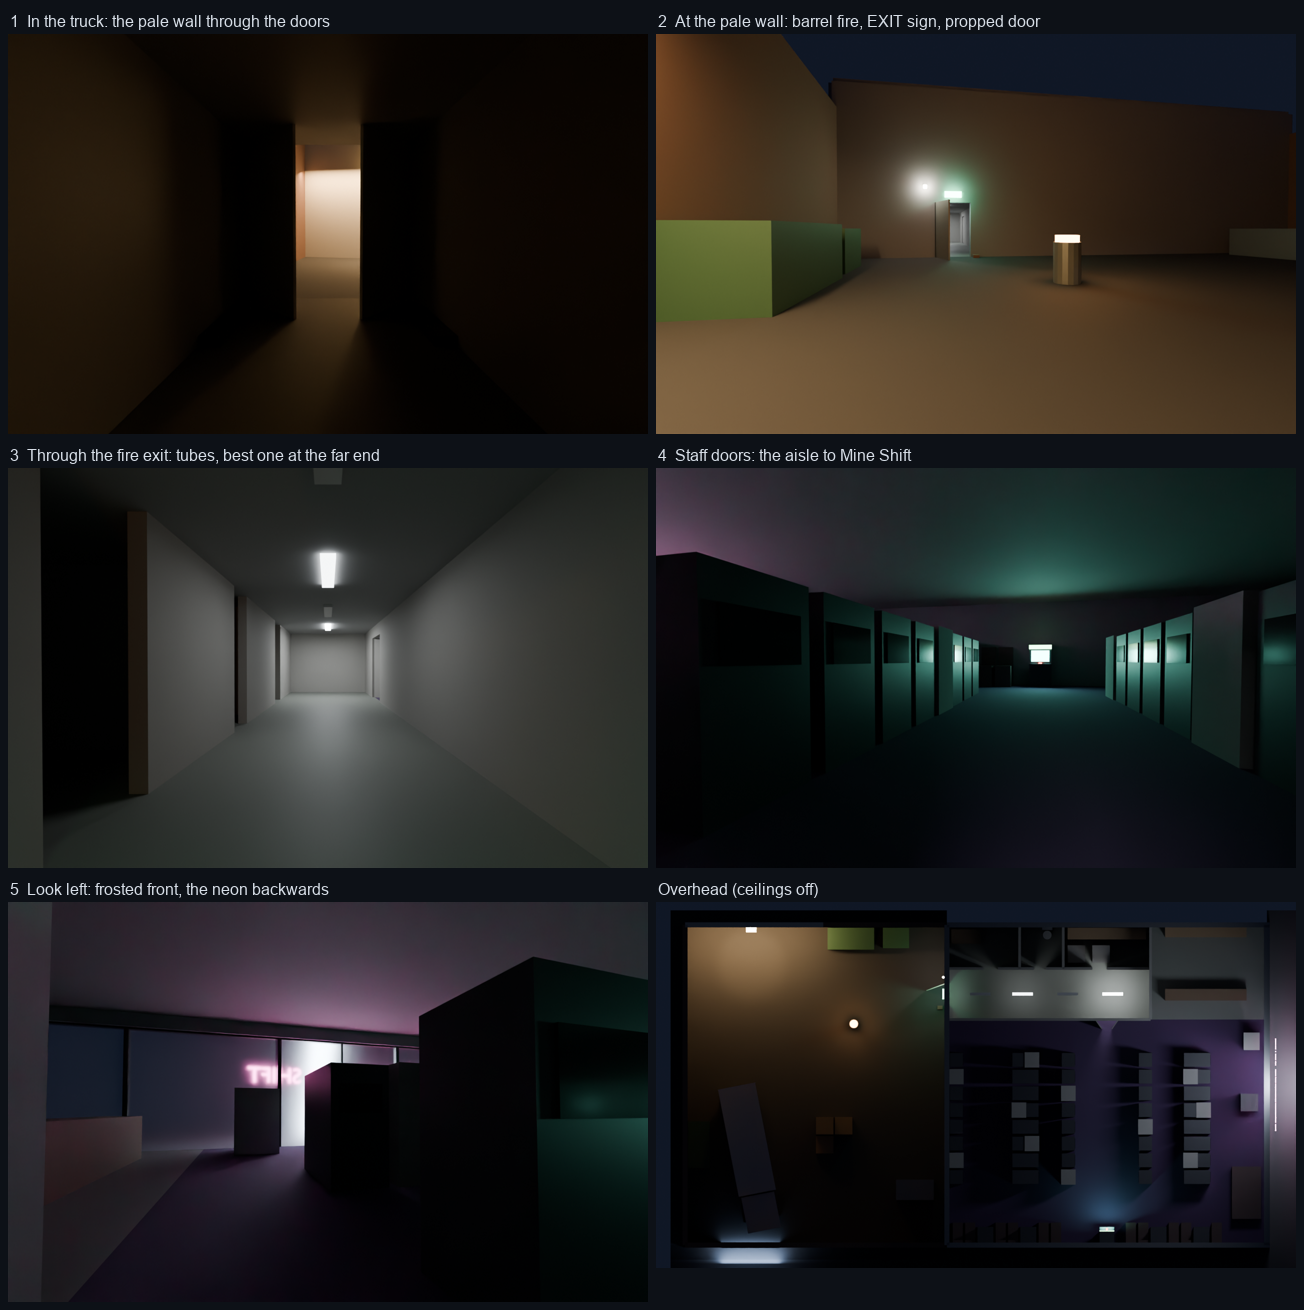 1 In the truck: the pale wall through the doors
2 At the pale wall: barrel fire, EXIT sign, propped door
3 Through the fire exit: tubes, best one at the far end
4 Staff doors: the aisle to Mine Shift
5 Look left: frosted front, the neon backwards
SHIFT
Overhead (ceilings off)